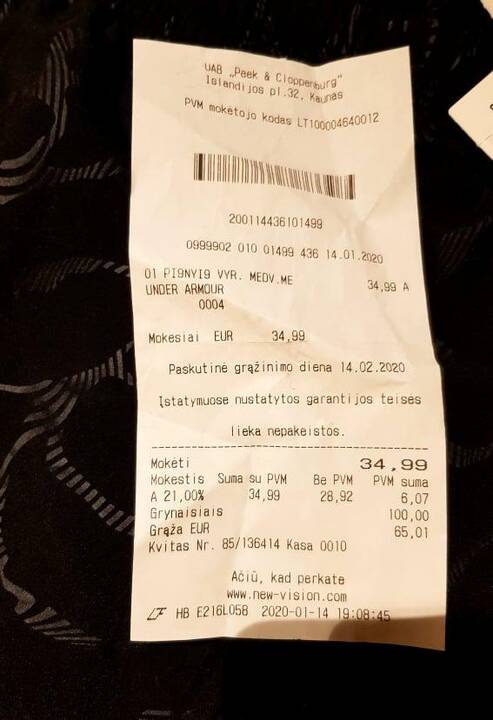 UAB „Peek & Cloppenburg"
Islandijos pl.32, Kaunas
PVM mokėtojo kodas LT100004640012
200114436101499
0999902 010 01499 436 14.01.2020
01 PI9NYI9 VYR. MEDV.ME 34,99 A
UNDER ARMOUR
0004
Mokesiai EUR 34,99
Paskutinė grąžinimo diena 14.02.2020
Įstatymuose nustatytos garantijos teisės
lieka nepakeistos.
Mokėti 34,99
Mokestis Suma su PVM Be PVM PVM suma
A 21,00% 34,99 28,92 6,07
Grynaisiais 100,00
Grąža EUR 65,01
Kvitas Nr. 85/136414 Kasa 0010
Ačiū, kad perkate
www.new-vision.com
HB E216L058 2020-01-14 19:08:45